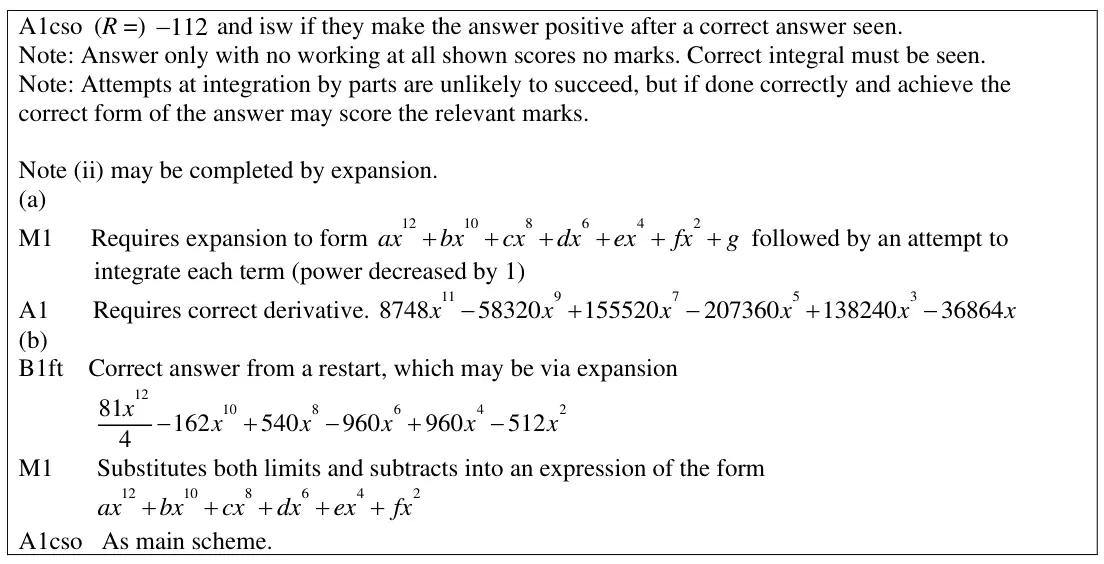 A1cso (R =) −112 and isw if they make the answer positive after a correct answer seen.
Note: Answer only with no working at all shown scores no marks. Correct integral must be seen.
Note: Attempts at integration by parts are unlikely to succeed, but if done correctly and achieve the
correct form of the answer may score the relevant marks.
Note (ii) may be completed by expansion.
(a)
M1 Requires expansion to form ax^12 + bx^10 + cx^8 + dx^6 + ex^4 + fx^2 + g followed by an attempt to
integrate each term (power decreased by 1)
A1 Requires correct derivative. 8748x^11 − 58320x^9 + 155520x^7 − 207360x^5 + 138240x^3 − 36864x
(b)
B1ft Correct answer from a restart, which may be via expansion
81x^12/4 − 162x^10 + 540x^8 − 960x^6 + 960x^4 − 512x^2
M1 Substitutes both limits and subtracts into an expression of the form
ax^12 + bx^10 + cx^8 + dx^6 + ex^4 + fx^2
A1cso As main scheme.